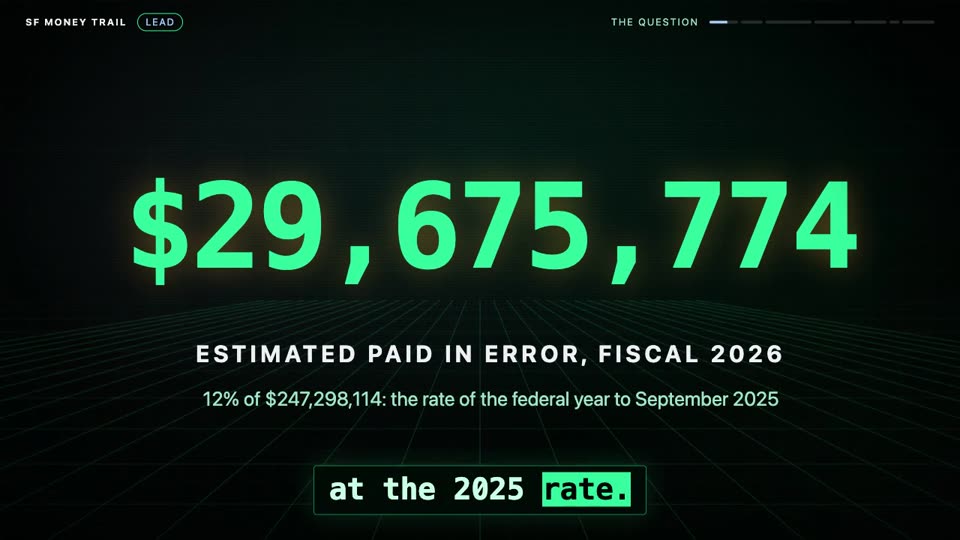 SF MONEY TRAIL LEAD THE QUESTION
$29,675,774
ESTIMATED PAID IN ERROR, FISCAL 2026
12% of $247,298,114: the rate of the federal year to September 2025
at the 2025 rate.